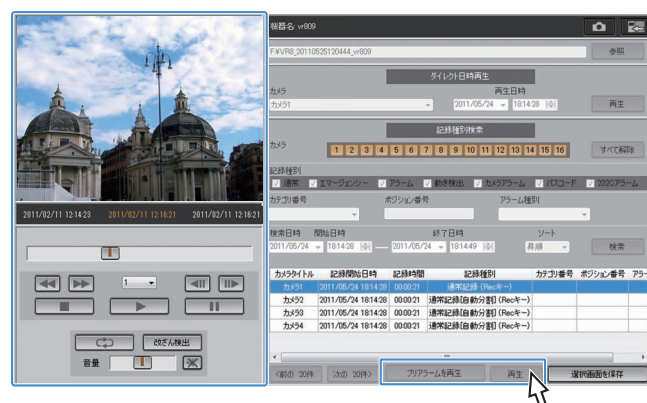 機器名: vr809
F:¥VR8_20110525120444_vr809
参照
ダイレクト日時再生
カメラ
再生日時
カメラ1
2011/05/24
18:14:28
再生
記録種別検索
カメラ
1 2 3 4 5 6 7 8 9 10 11 12 13 14 15 16
すべて解除
記録種別
通常 エマージェンシー アラーム 動き検出 カメラアラーム パスコード 2320アラーム
カテゴリ番号 ポジション番号 アラーム種別
検索日時 開始日時 終了日時 ソート
2011/05/24 18:14:28 — 2011/05/24 18:14:49 昇順 検索
カメラタイトル 記録開始日時 記録時間 記録種別 カテゴリ番号 ポジション番号 アラー
カメラ1 2011/05/24 18:14:28 00:00:21 通常記録 (Recキー)
カメラ2 2011/05/24 18:14:28 00:00:21 通常記録[自動分割] (Recキー)
カメラ3 2011/05/24 18:14:28 00:00:21 通常記録[自動分割] (Recキー)
カメラ4 2011/05/24 18:14:28 00:00:21 通常記録[自動分割] (Recキー)
<前の 20件 次の 20件> プリアラームを再生 再生 選択画面を保存
2011/02/11 12:14:23 2011/02/11 12:16:21 2011/02/11 12:16:21
1
改ざん検出
音量